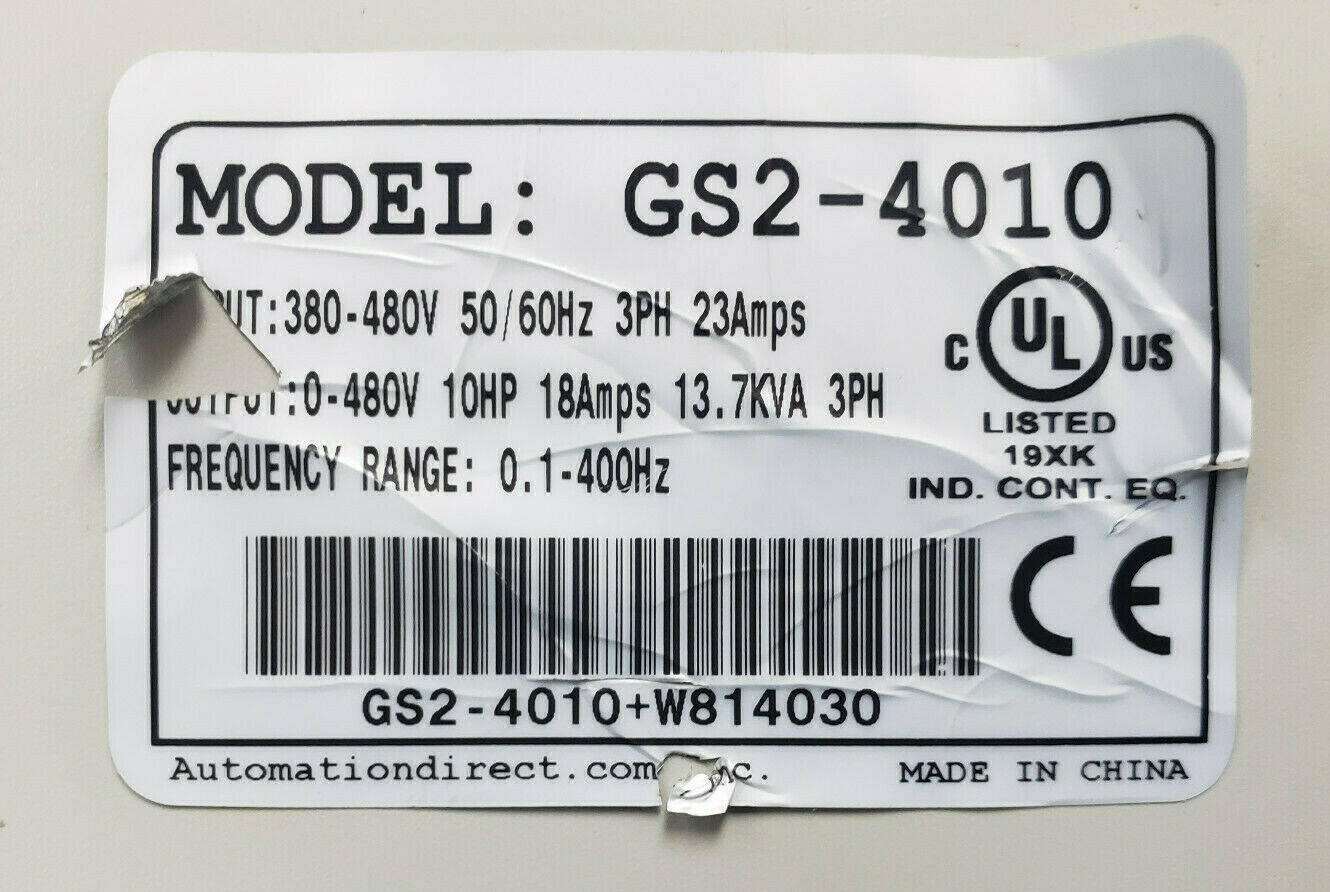 MODEL: GS2-4010
:380-480V 50/60Hz 3PH 23Amps
OUTPUT:0-480V 10HP 18Amps 13.7KVA 3PH
FREQUENCY RANGE: 0.1-400Hz
C UL US
LISTED
19XK
IND. CONT. EQ.
CE
GS2-4010+W814030
Automationdirect.com
MADE IN CHINA